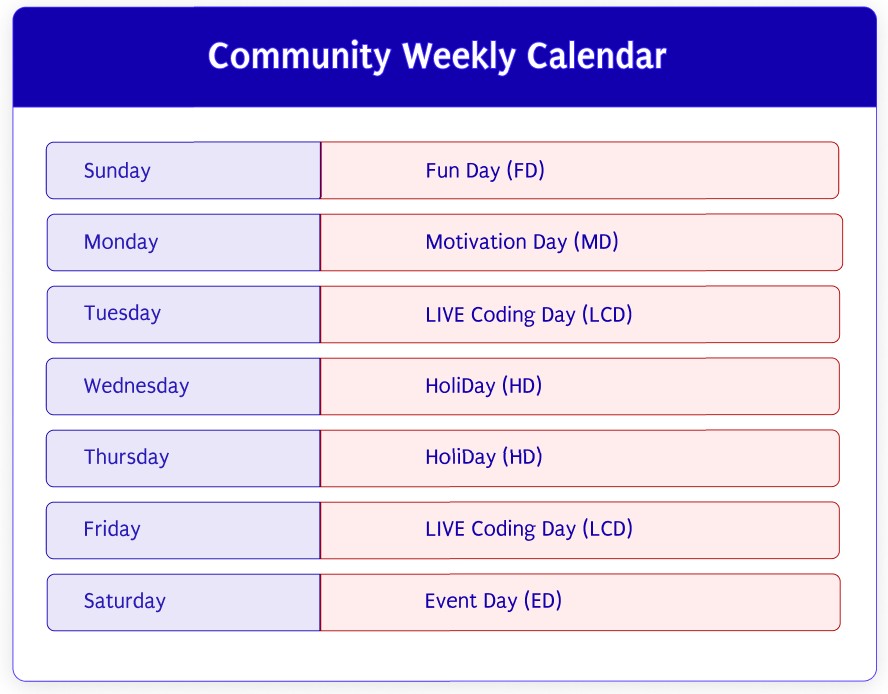 Community Weekly Calendar
Sunday Fun Day (FD)
Monday Motivation Day (MD)
Tuesday LIVE Coding Day (LCD)
Wednesday HoliDay (HD)
Thursday HoliDay (HD)
Friday LIVE Coding Day (LCD)
Saturday Event Day (ED)